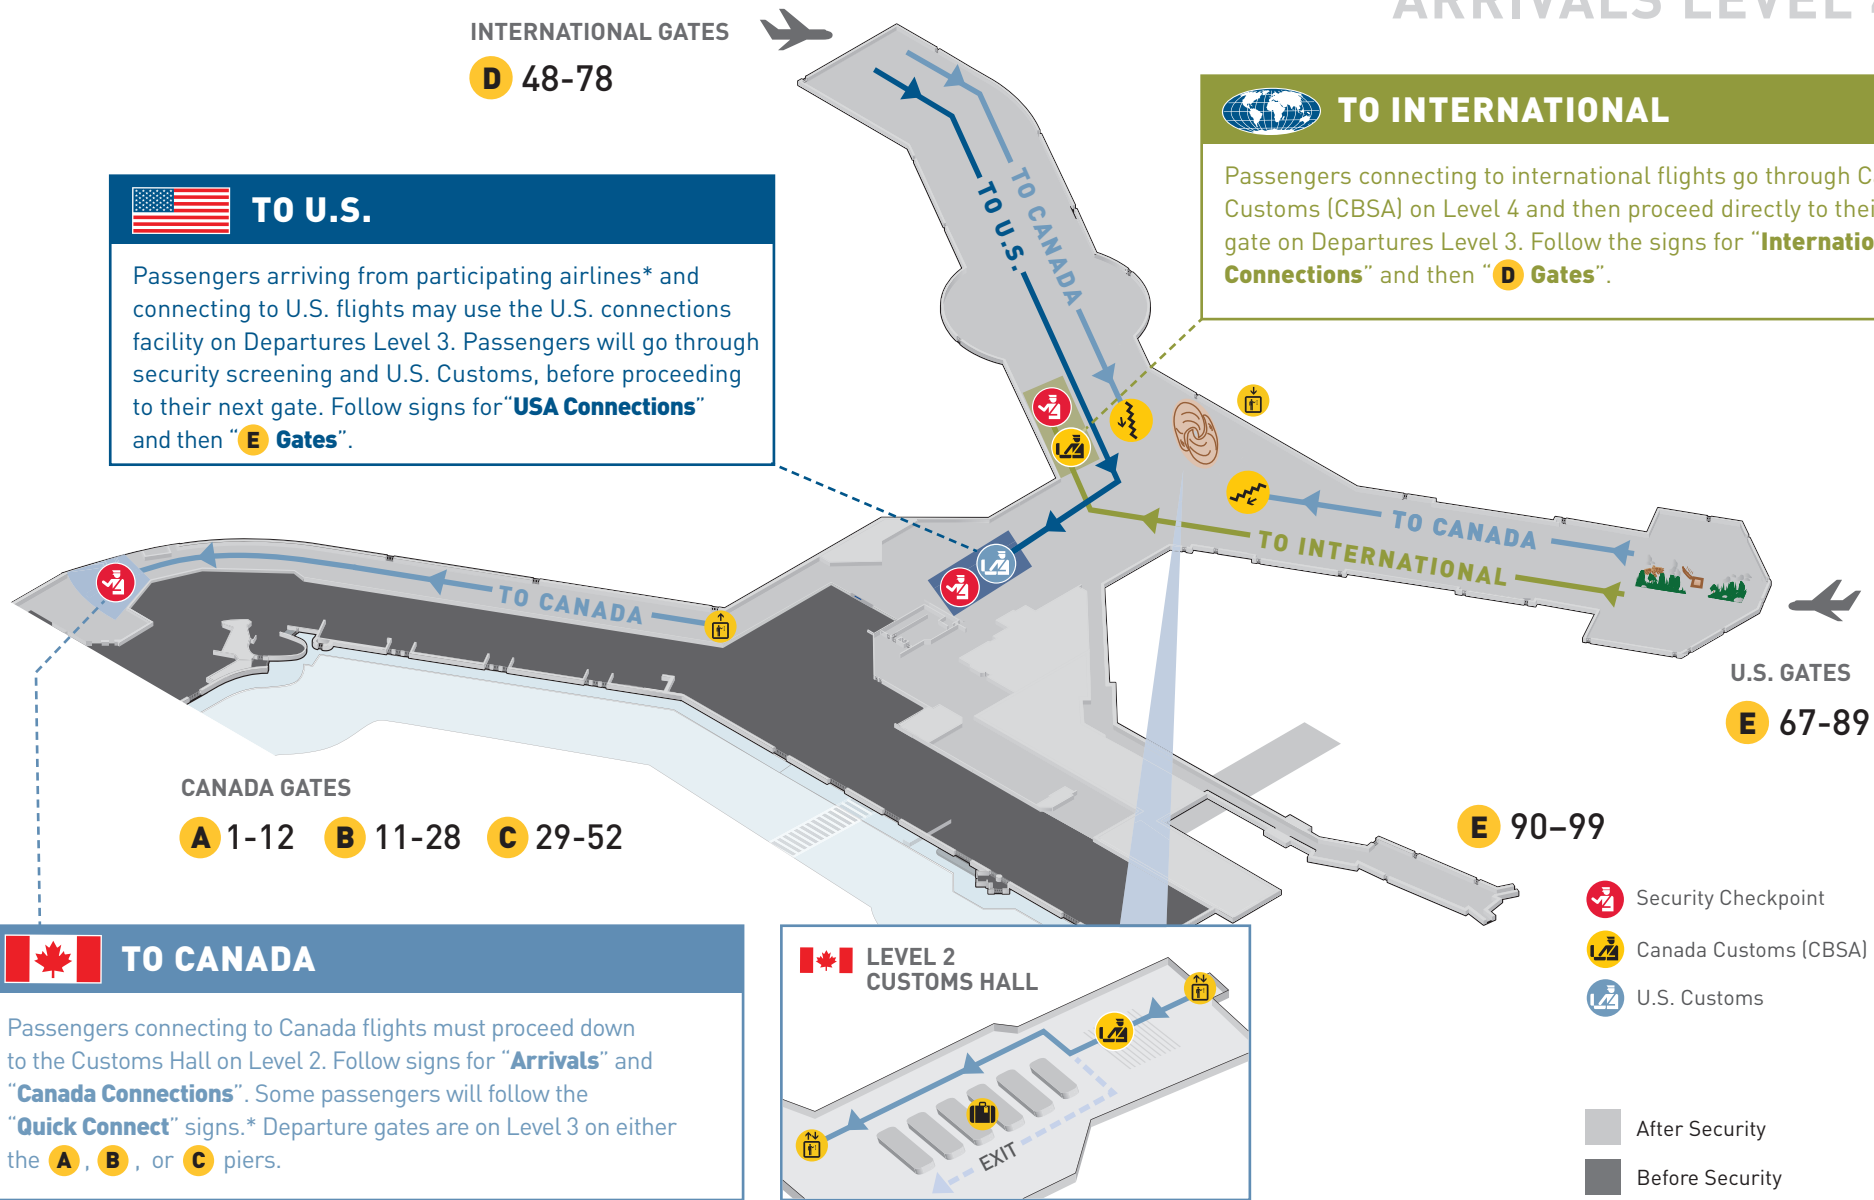 ARRIVALS LEVEL
INTERNATIONAL GATES
D 48-78
TO INTERNATIONAL
Passengers connecting to international flights go through C
Customs (CBSA) on Level 4 and then proceed directly to thei
gate on Departures Level 3. Follow the signs for “Internatio
Connections” and then “D Gates”.
TO U.S.
Passengers arriving from participating airlines* and
connecting to U.S. flights may use the U.S. connections
facility on Departures Level 3. Passengers will go through
security screening and U.S. Customs, before proceeding
to their next gate. Follow signs for“USA Connections”
and then “E Gates”.
TO CANADA
TO U.S.
TO CANADA
TO INTERNATIONAL
TO CANADA
U.S. GATES
E 67-89
CANADA GATES
A 1-12 B 11-28 C 29-52
E 90–99
Security Checkpoint
Canada Customs (CBSA)
U.S. Customs
After Security
Before Security
TO CANADA
Passengers connecting to Canada flights must proceed down
to the Customs Hall on Level 2. Follow signs for “Arrivals” and
“Canada Connections”. Some passengers will follow the
“Quick Connect” signs.* Departure gates are on Level 3 on either
the A, B, or C piers.
LEVEL 2
CUSTOMS HALL
EXIT